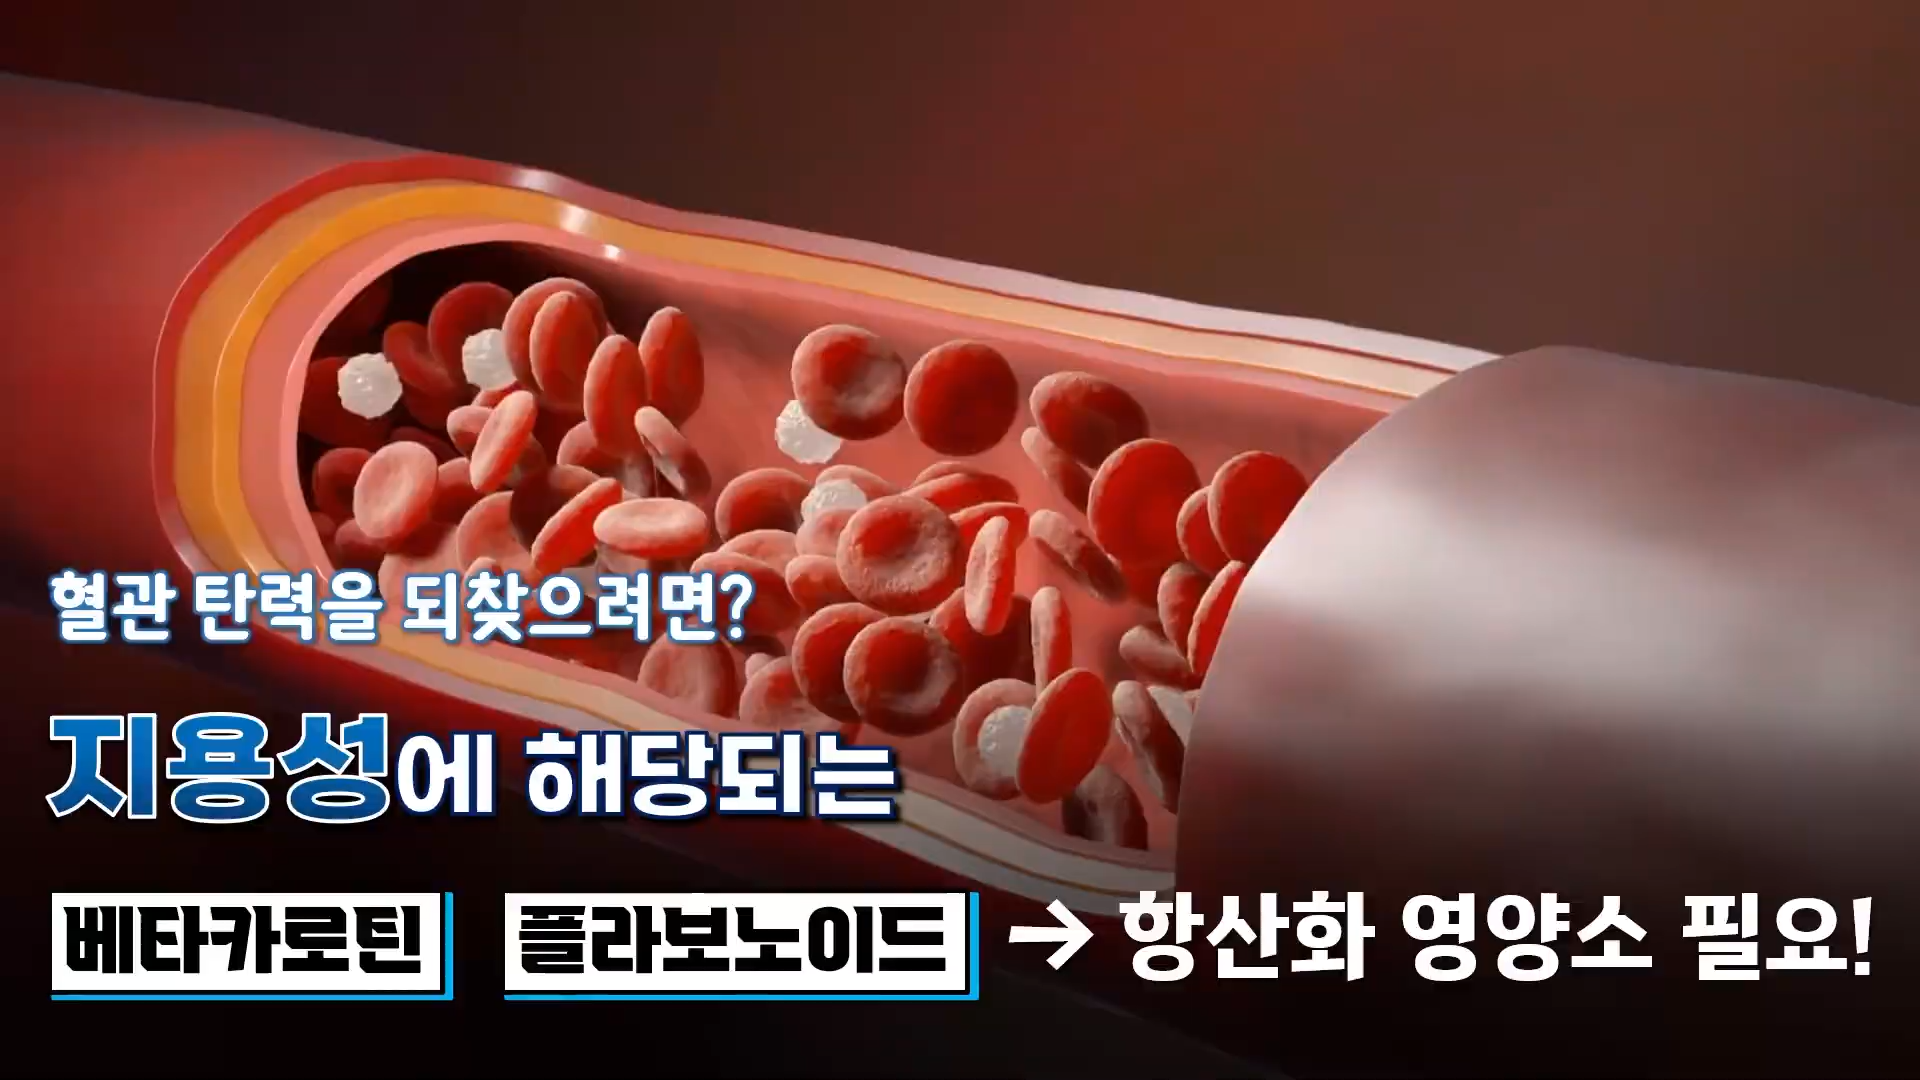 혈관 탄력을 되찾으려면?
지용성에 해당되는
베타카로틴 플라보노이드 → 항산화 영양소 필요!